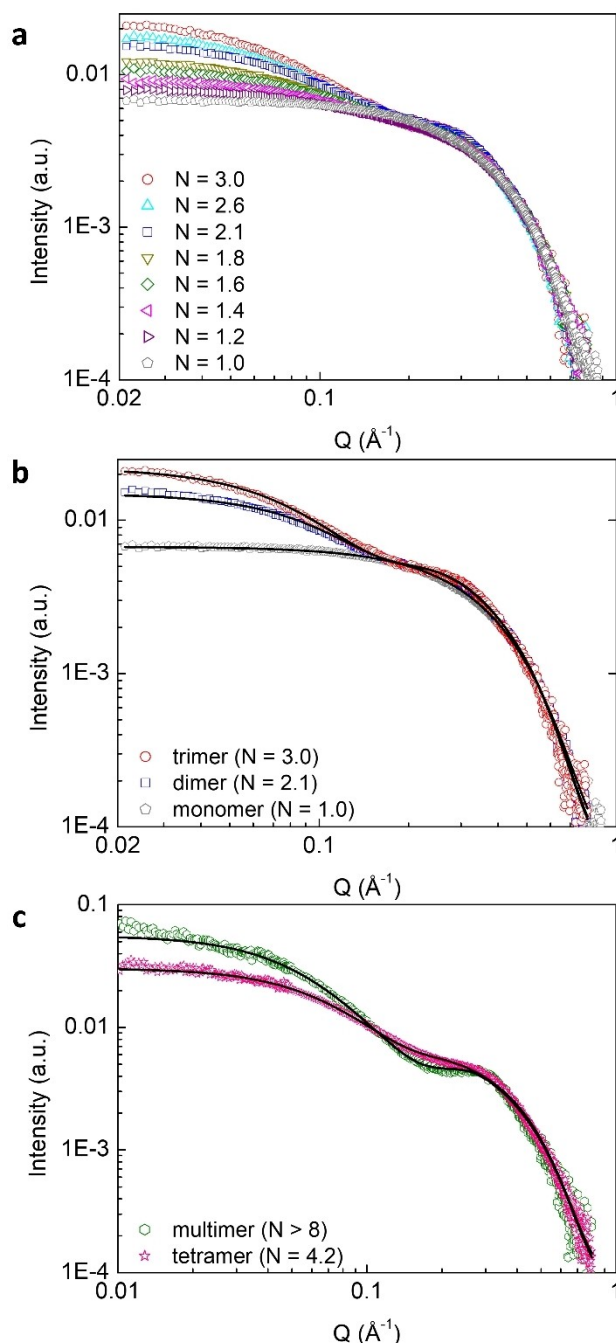 a
0.01
1E-3
1E-4
Intensity (a.u.)
N = 3.0
N = 2.6
N = 2.1
N = 1.8
N = 1.6
N = 1.4
N = 1.2
N = 1.0
0.02 0.1 1
Q (Å⁻¹)
b
0.01
1E-3
1E-4
Intensity (a.u.)
trimer (N = 3.0)
dimer (N = 2.1)
monomer (N = 1.0)
0.02 0.1 1
Q (Å⁻¹)
c
0.1
0.01
1E-3
1E-4
Intensity (a.u.)
multimer (N > 8)
tetramer (N = 4.2)
0.01 0.1 1
Q (Å⁻¹)